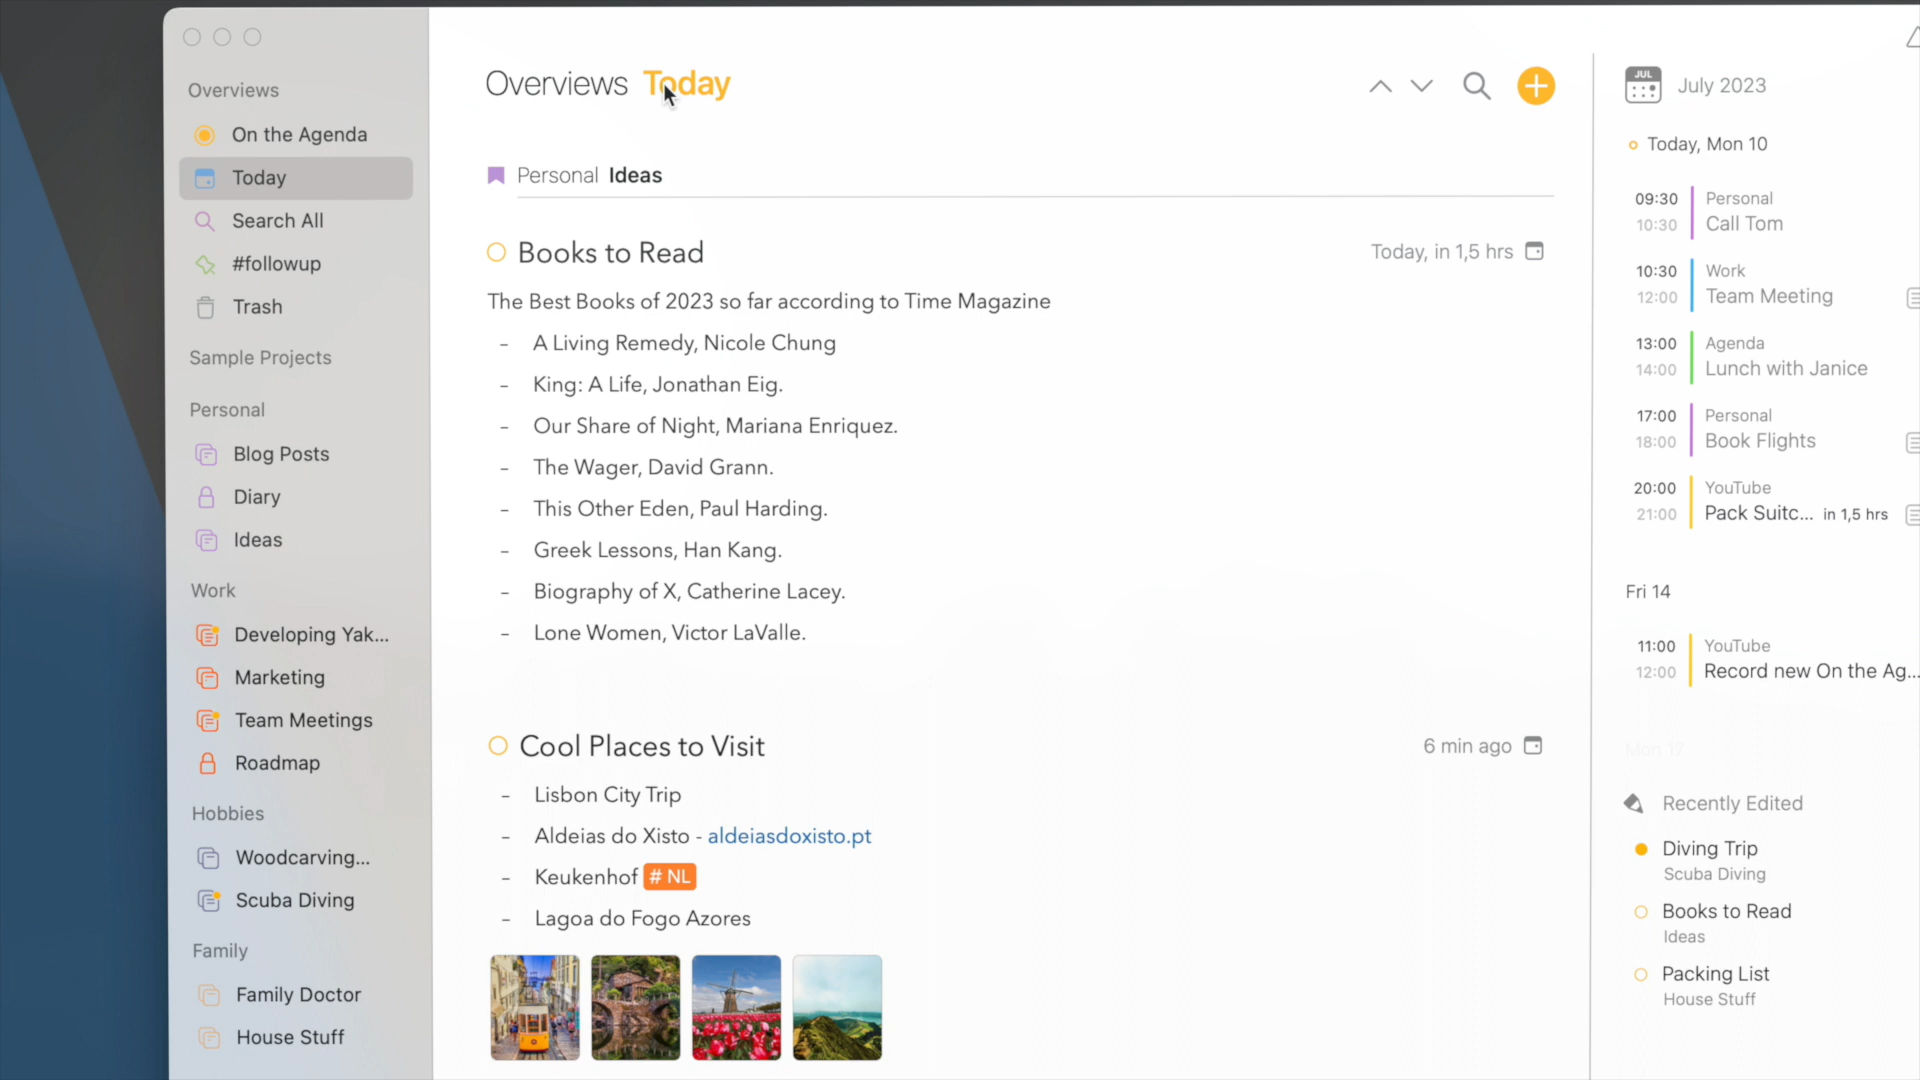 Overviews
On the Agenda
Today
Search All
#followup
Trash
Sample Projects
Personal
Blog Posts
Diary
Ideas
Work
Developing Yak...
Marketing
Team Meetings
Roadmap
Hobbies
Woodcarving...
Scuba Diving
Family
Family Doctor
House Stuff
Overviews Today
Personal Ideas
Books to Read
Today, in 1,5 hrs
The Best Books of 2023 so far according to Time Magazine
- A Living Remedy, Nicole Chung
- King: A Life, Jonathan Eig.
- Our Share of Night, Mariana Enriquez.
- The Wager, David Grann.
- This Other Eden, Paul Harding.
- Greek Lessons, Han Kang.
- Biography of X, Catherine Lacey.
- Lone Women, Victor LaValle.
Cool Places to Visit
6 min ago
- Lisbon City Trip
- Aldeias do Xisto - aldeiasdoxisto.pt
- Keukenhof # NL
- Lagoa do Fogo Azores
JUL
July 2023
Today, Mon 10
09:30 Personal
10:30 Call Tom
10:30 Work
12:00 Team Meeting
13:00 Agenda
14:00 Lunch with Janice
17:00 Personal
18:00 Book Flights
20:00 YouTube
21:00 Pack Suitc... in 1,5 hrs
Fri 14
11:00 YouTube
12:00 Record new On the Ag...
Mon 17
Recently Edited
Diving Trip
Scuba Diving
Books to Read
Ideas
Packing List
House Stuff